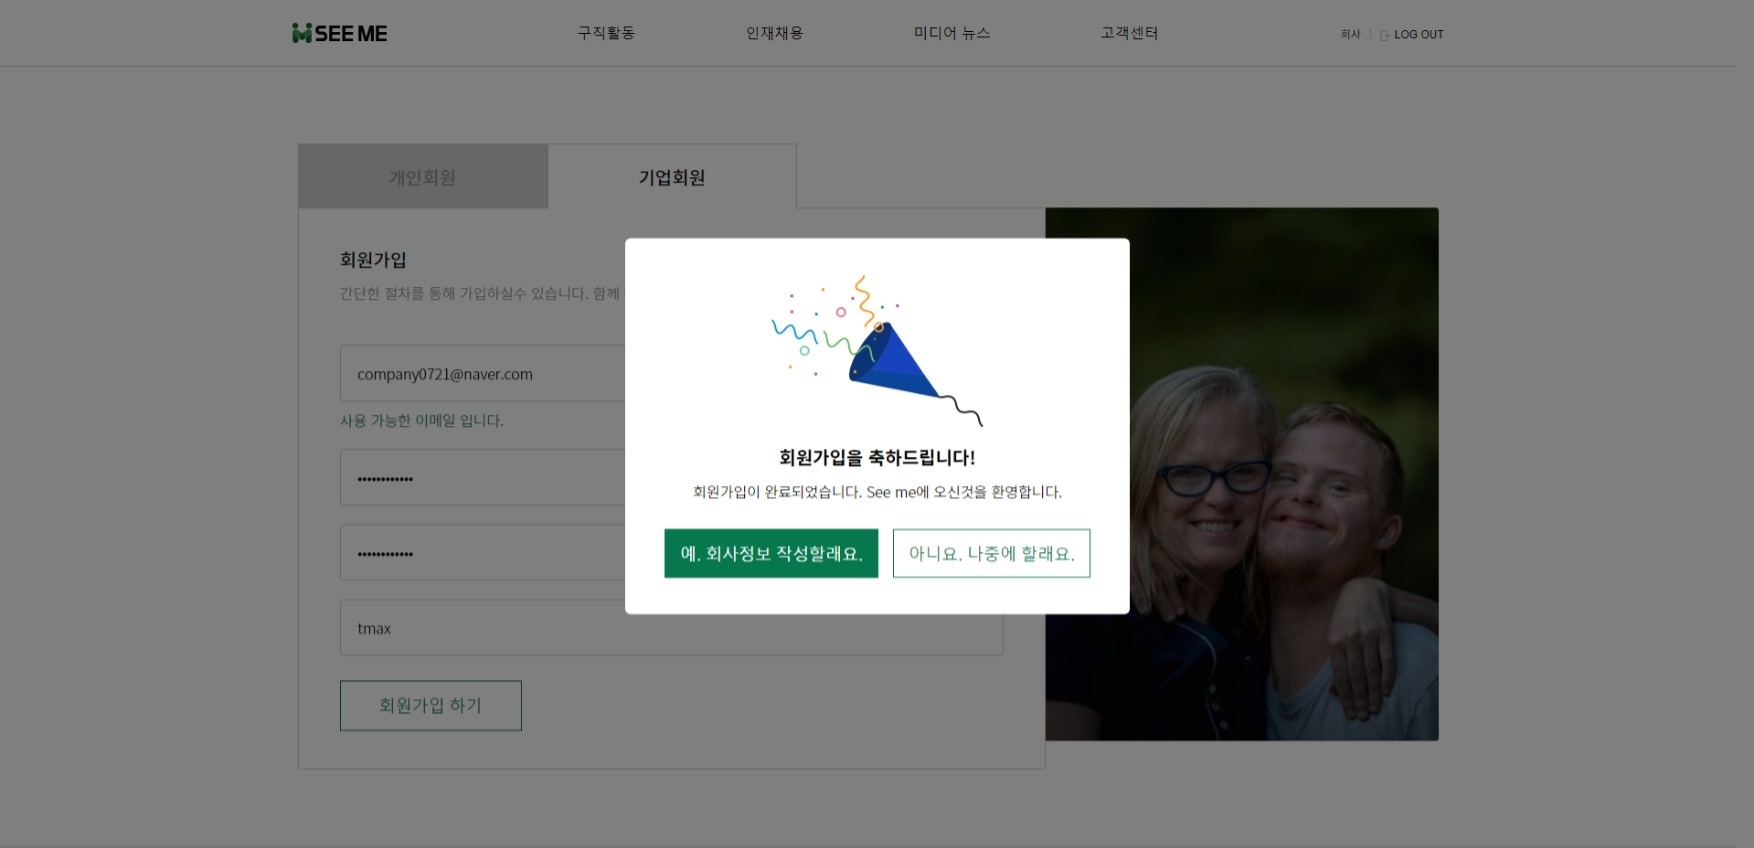 SEE ME
구직활동
인재채용
미디어 뉴스
고객센터
회사
LOG OUT
개인회원
기업회원
회원가입
간단한 절차를 통해 가입하실수 있습니다. 함께
company0721@naver.com
사용 가능한 이메일 입니다.
••••••••••••
••••••••••••
tmax
회원가입 하기
회원가입을 축하드립니다!
회원가입이 완료되었습니다. See me에 오신것을 환영합니다.
예. 회사정보 작성할래요.
아니요. 나중에 할래요.